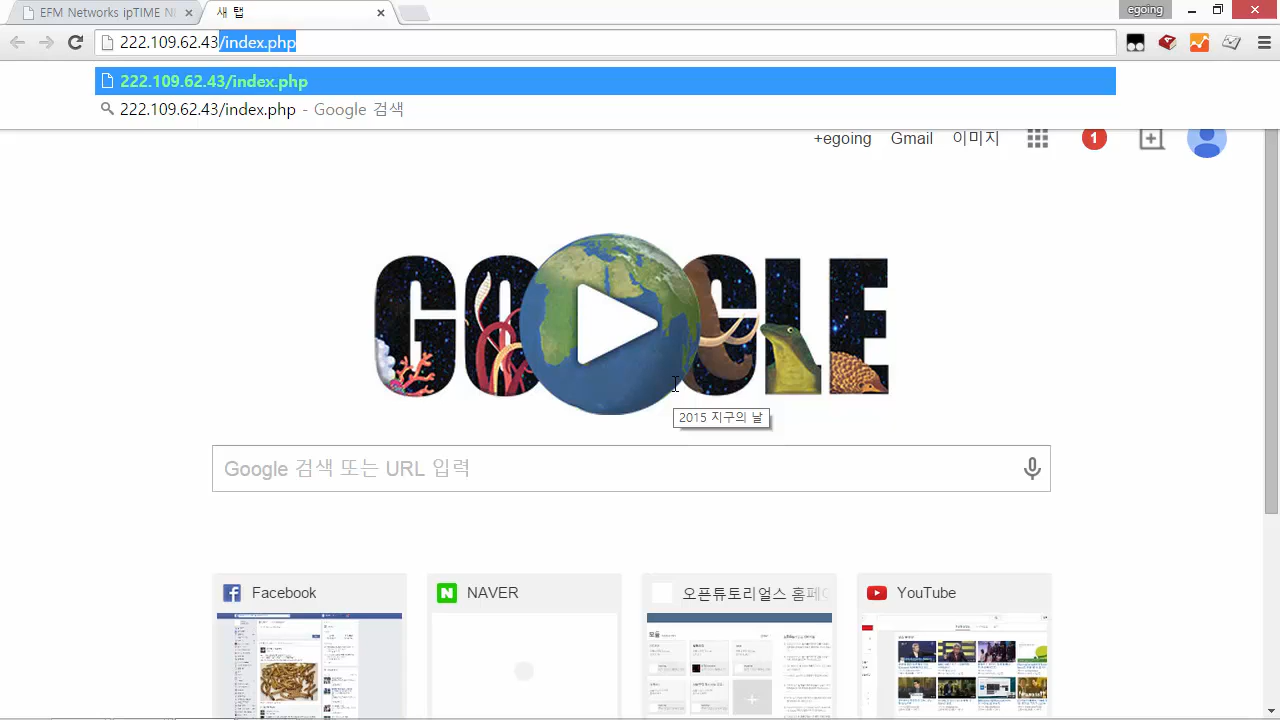 EFM Networks ipTIME N
새 탭
egoing
222.109.62.43/index.php
222.109.62.43/index.php
222.109.62.43/index.php - Google 검색
+egoing
Gmail
이미지
1
GOOGLE
2015 지구의 날
Google 검색 또는 URL 입력
Facebook
NAVER
오픈튜토리얼스 홈페이
YouTube